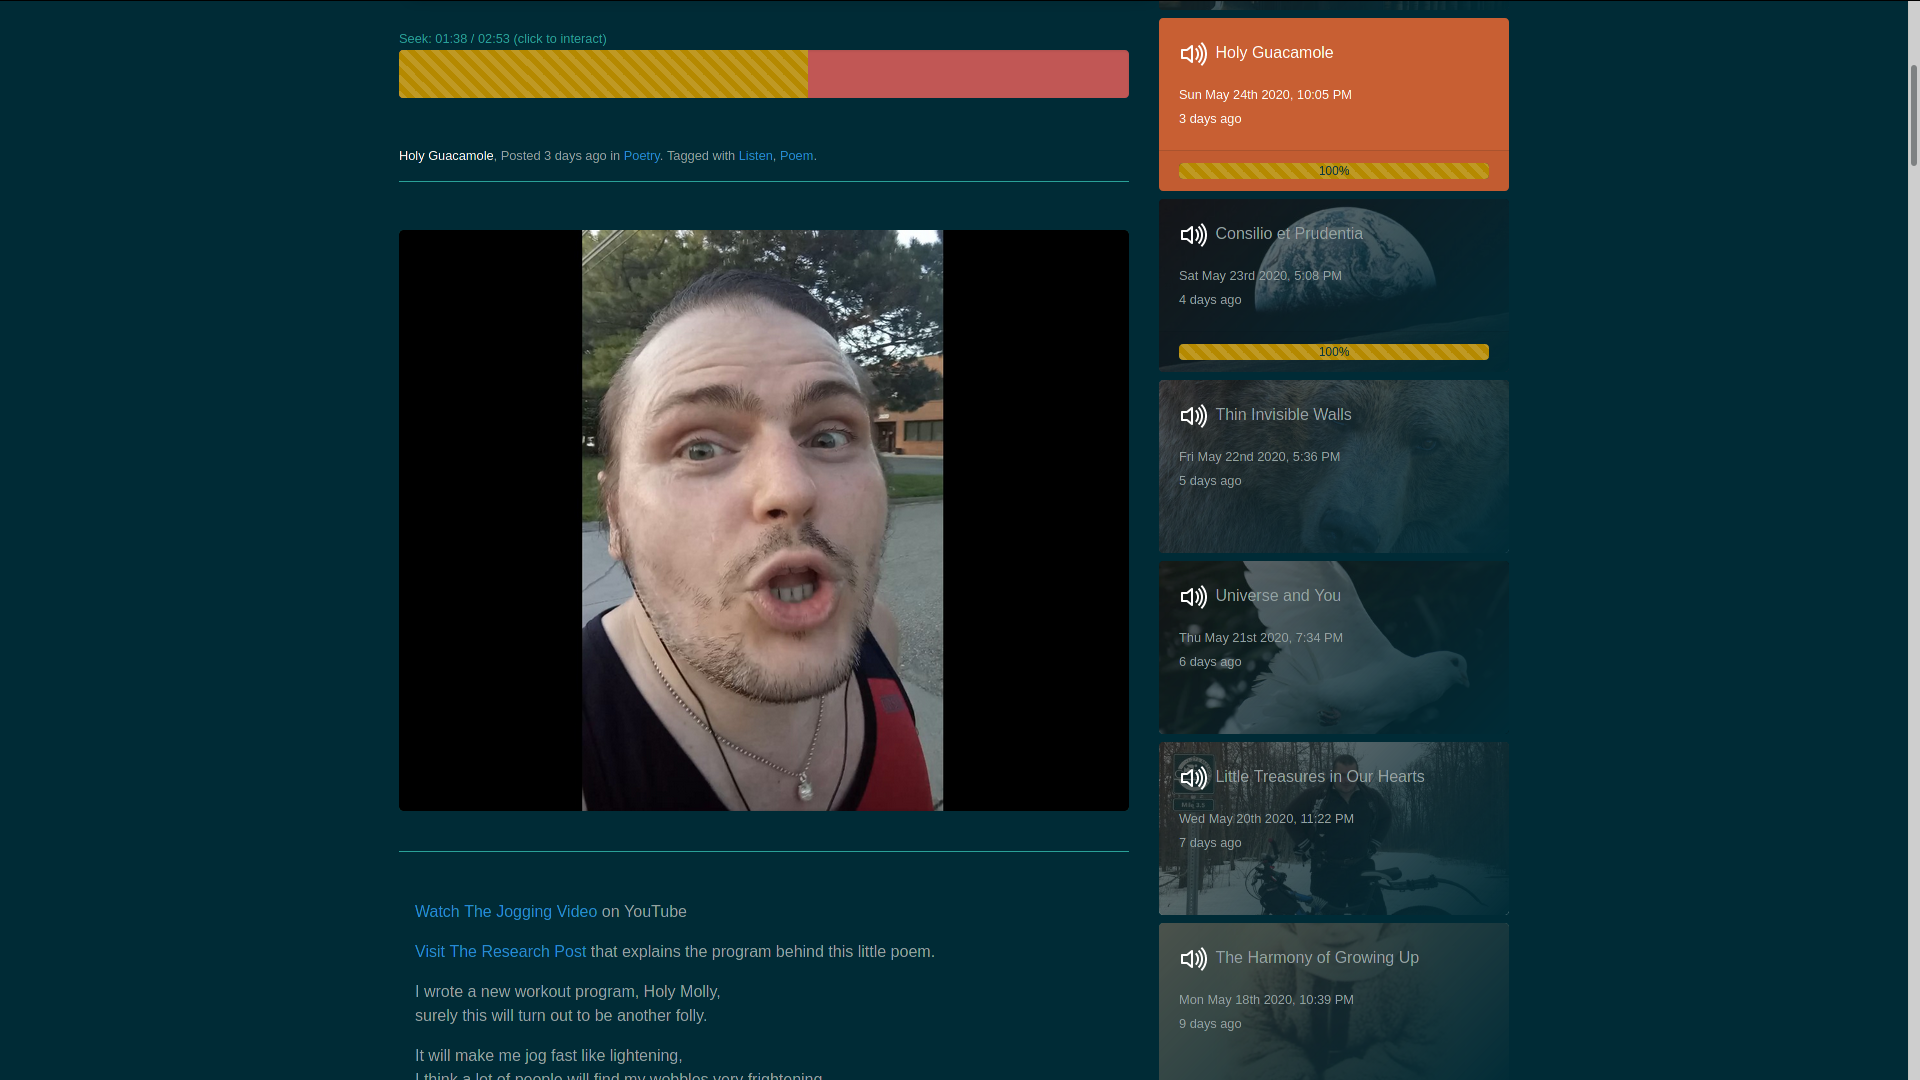 Seek: 01:38 / 02:53 (click to interact)
Holy Guacamole, Posted 3 days ago in Poetry. Tagged with Listen, Poem.
Watch The Jogging Video on YouTube
Visit The Research Post that explains the program behind this little poem.
I wrote a new workout program, Holy Molly,
surely this will turn out to be another folly.
It will make me jog fast like lightening,
I think a lot of people will find my wobbles very frightening
Holy Guacamole
Sun May 24th 2020, 10:05 PM
3 days ago
100%
Consilio et Prudentia
Sat May 23rd 2020, 5:08 PM
4 days ago
100%
Thin Invisible Walls
Fri May 22nd 2020, 5:36 PM
5 days ago
Universe and You
Thu May 21st 2020, 7:34 PM
6 days ago
Little Treasures in Our Hearts
Mile 3.5
Wed May 20th 2020, 11:22 PM
7 days ago
The Harmony of Growing Up
Mon May 18th 2020, 10:39 PM
9 days ago